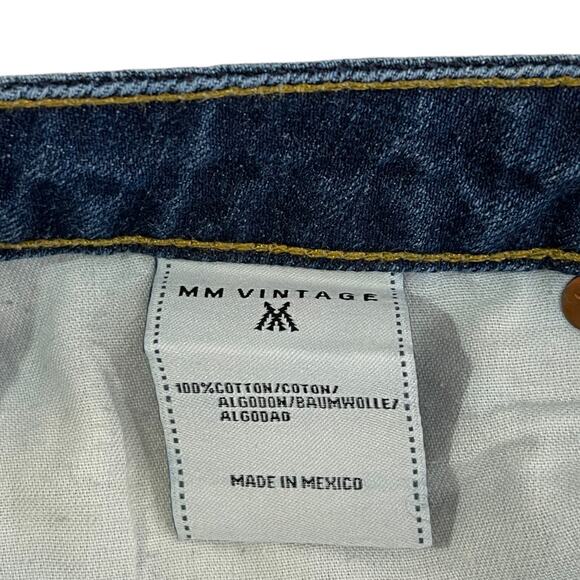 MM VINTAGE
100%COTTON/COTON/
ALGODON/BAUMWOLLE/
ALGODAO
MADE IN MEXICO